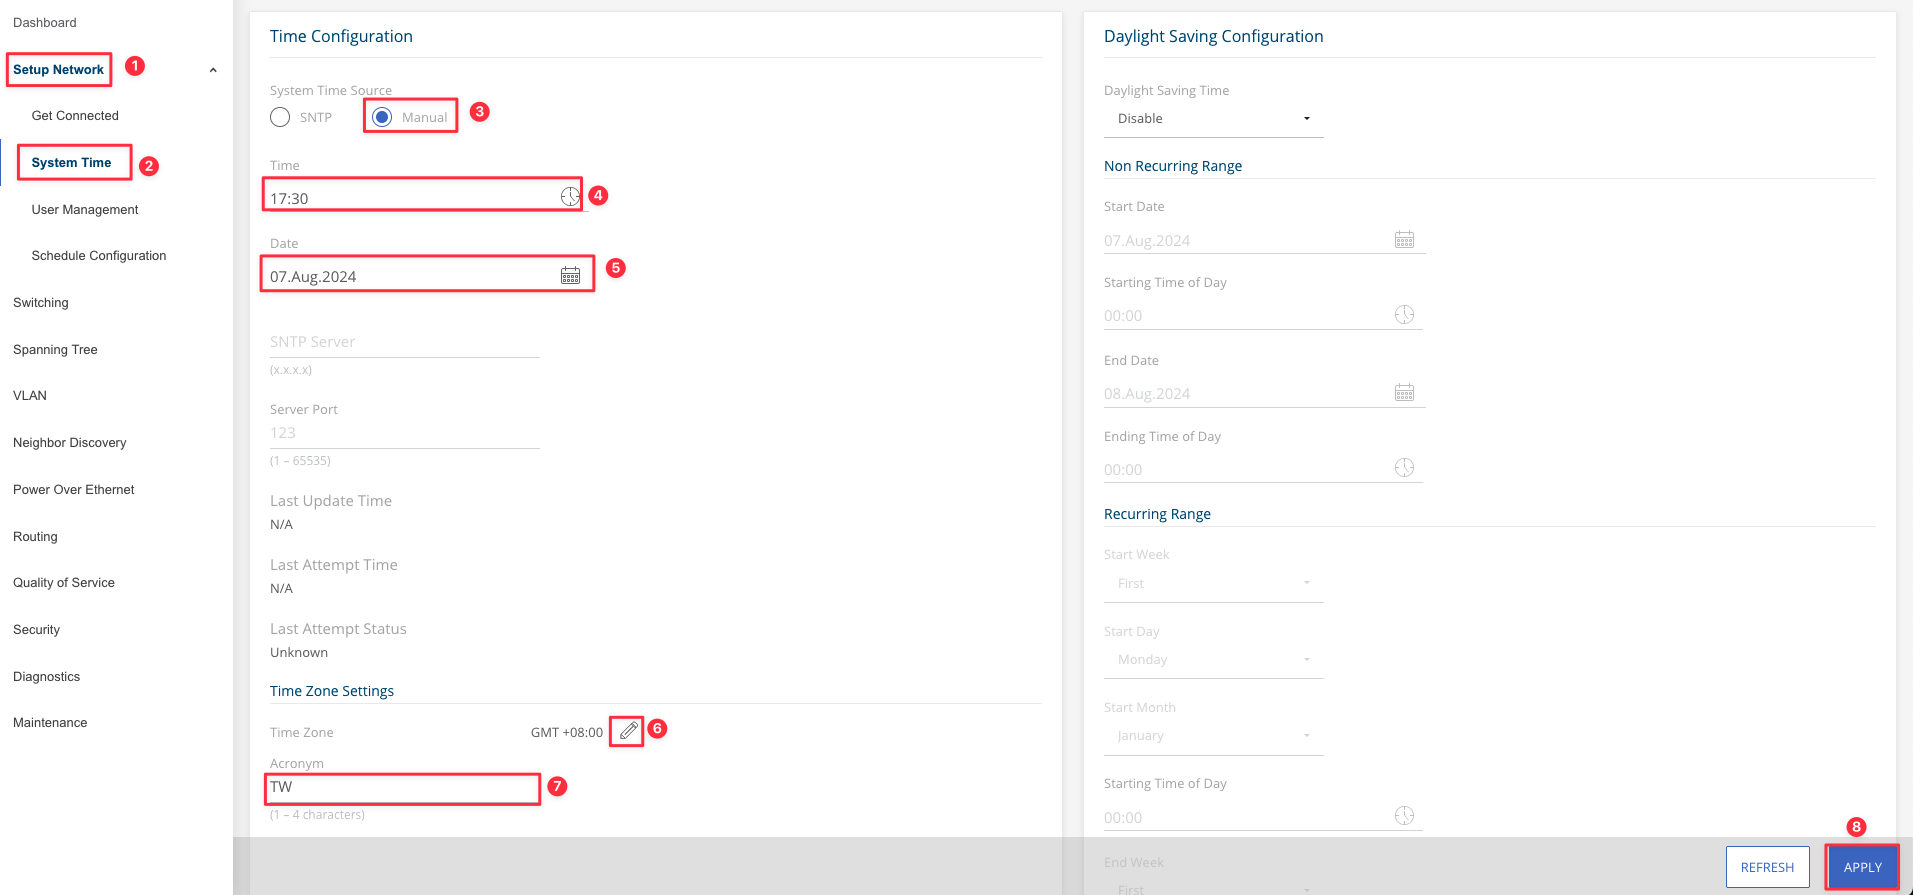 Dashboard
Setup Network
1
Get Connected
System Time
2
User Management
Schedule Configuration
Switching
Spanning Tree
VLAN
Neighbor Discovery
Power Over Ethernet
Routing
Quality of Service
Security
Diagnostics
Maintenance
Time Configuration
System Time Source
SNTP Manual
3
Time
17:30
4
Date
07.Aug.2024
5
SNTP Server
(x.x.x.x)
Server Port
123
(1 – 65535)
Last Update Time
N/A
Last Attempt Time
N/A
Last Attempt Status
Unknown
Time Zone Settings
Time Zone GMT +08:00
6
Acronym
TW
7
(1 – 4 characters)
Daylight Saving Configuration
Daylight Saving Time
Disable
Non Recurring Range
Start Date
07.Aug.2024
Starting Time of Day
00:00
End Date
08.Aug.2024
Ending Time of Day
00:00
Recurring Range
Start Week
First
Start Day
Monday
Start Month
January
Starting Time of Day
00:00
End Week
First
8
REFRESH APPLY